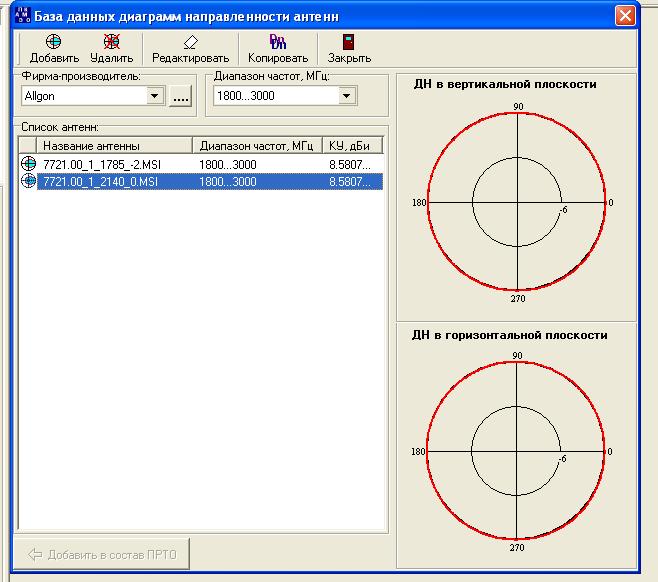 База данных диаграмм направленности антенн
Добавить Удалить Редактировать Копировать Закрыть
Фирма-производитель: Диапазон частот, МГц:
Allgon .... 1800...3000
Список антенн:
Название антенны Диапазон частот, МГц КУ, дБи
7721.00_1_1785_-2.MSI 1800...3000 8.5807...
7721.00_1_2140_0.MSI 1800...3000 8.5807...
Добавить в состав ПРТО
ДН в вертикальной плоскости
90
180 -6 0
270
ДН в горизонтальной плоскости
90
180 -6 0
270